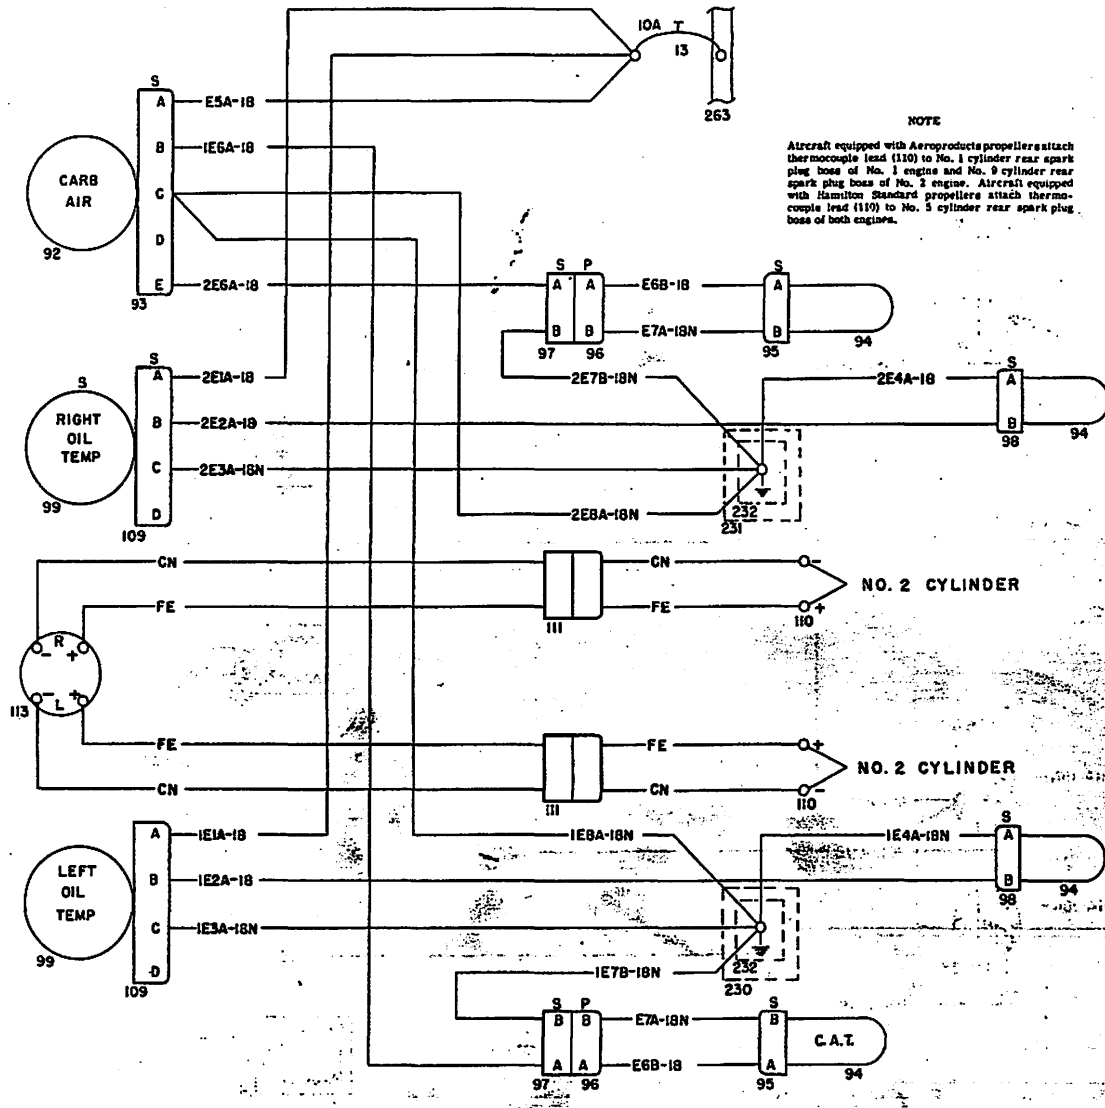 10A T
13
263
S
A E5A-18
NOTE
Aircraft equipped with Aeroproducts propellers attach
thermocouple lead (110) to No. 1 cylinder rear spark
plug boss of No. 1 engine and No. 9 cylinder rear
spark plug boss of No. 2 engine. Aircraft equipped
with Hamilton Standard propellers attach thermo-
couple lead (110) to No. 5 cylinder rear spark plug
boss of both engines.
B 1E6A-18
CARB
AIR
C
D
92
E 2E6A-18
93
S P
A A E6B-18
S
A
B B E7A-18N
B
97 96
95
94
S
S
A 2E1A-18
2E7B-18N
2E4A-18
S
A
RIGHT
OIL
TEMP
B 2E2A-18
B
98
94
C 2E3A-18N
99
D
109
2E8A-18N
232
231
CN
CN
-
NO. 2 CYLINDER
FE
FE
+
111
110
R
- +
- +
L
113
FE
FE
+
NO. 2 CYLINDER
CN
CN
-
111
110
A 1E1A-18
1E8A-18N
1E4A-18N
S
A
LEFT
OIL
TEMP
B 1E2A-18
B
98
94
C 1E3A-18N
99
D
109
1E7B-18N
232
230
S P
B B E7A-18N
S
B
C.A.T.
A A E6B-18
A
97 96
95
94